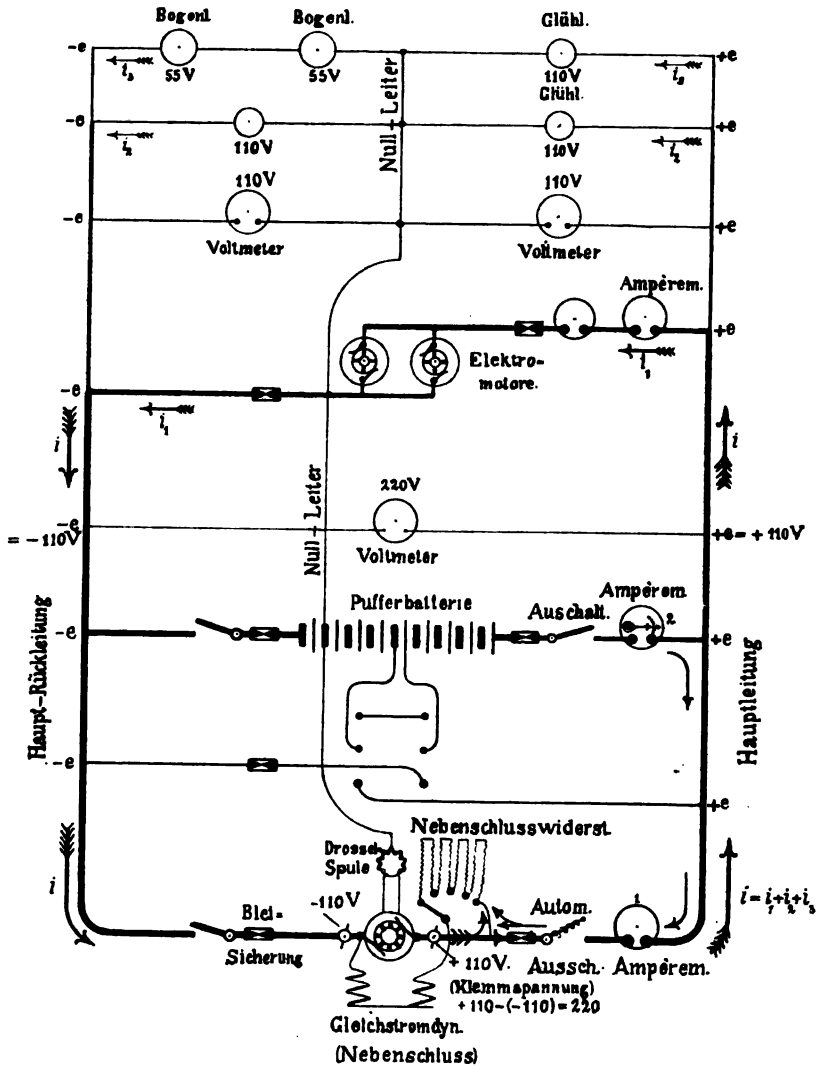 Bogenl. Bogenl. Glühl.
-e +e
i₃ 55V 55V 110V i₃
Glühl.
-e +e
i₂ 110V 110V i₂
Null-Leiter
110V 110V
-e +e
Voltmeter Voltmeter
Ampèrem.
+e
Elektro-
motore.
i₁
-e
i₁
i i
220V
-e +e = + 110V
= -110V
Voltmeter
Null-Leiter
Pufferbatterie Auschalt. Ampèrem
2
-e +e
Haupt-Rückleitung
Hauptleitung
-e
+e
Nebenschlusswiderst.
Drossel
Spule
i
-110V
Blei=
Autom.
1
i = i₁+i₂+i₃
Sicherung
+ 110V. Aussch. Ampèrem.
(Klemmspannung)
+ 110-(-110) = 220
Gleichstromdyn.
(Nebenschluss)